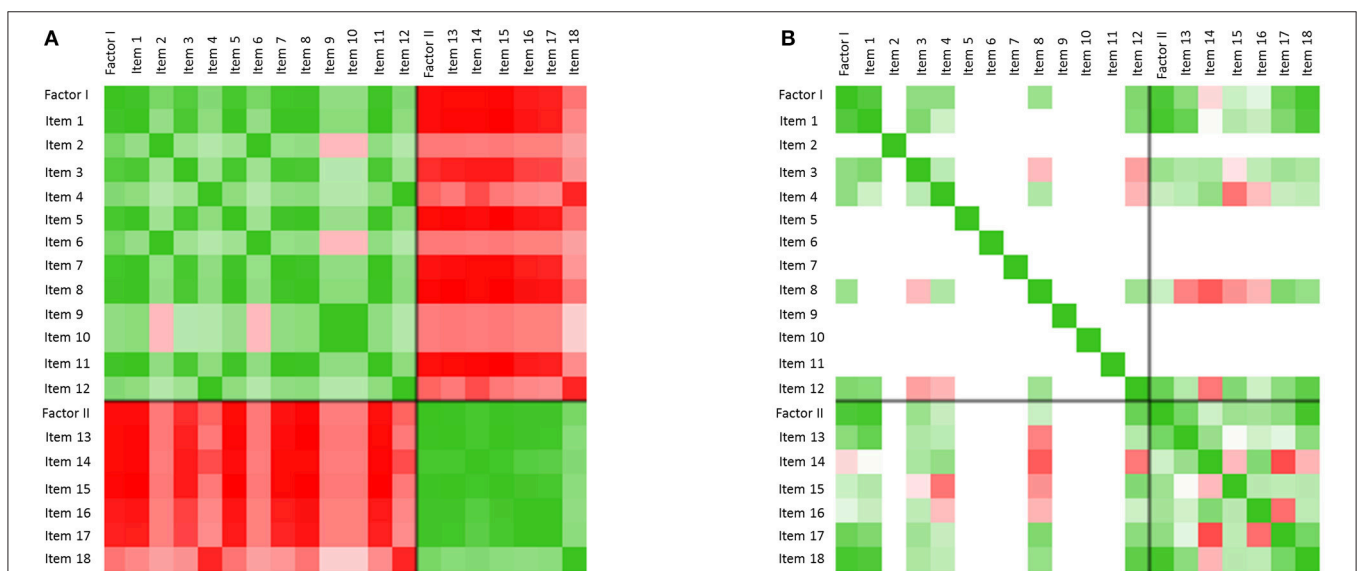 A
Factor I
Item 1
Item 2
Item 3
Item 4
Item 5
Item 6
Item 7
Item 8
Item 9
Item 10
Item 11
Item 12
Factor II
Item 13
Item 14
Item 15
Item 16
Item 17
Item 18
Factor I
Item 1
Item 2
Item 3
Item 4
Item 5
Item 6
Item 7
Item 8
Item 9
Item 10
Item 11
Item 12
Factor II
Item 13
Item 14
Item 15
Item 16
Item 17
Item 18
B
Factor I
Item 1
Item 2
Item 3
Item 4
Item 5
Item 6
Item 7
Item 8
Item 9
Item 10
Item 11
Item 12
Factor II
Item 13
Item 14
Item 15
Item 16
Item 17
Item 18
Factor I
Item 1
Item 2
Item 3
Item 4
Item 5
Item 6
Item 7
Item 8
Item 9
Item 10
Item 11
Item 12
Factor II
Item 13
Item 14
Item 15
Item 16
Item 17
Item 18